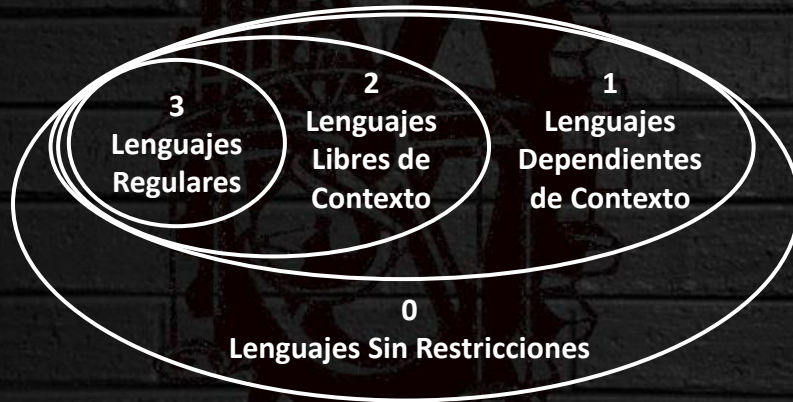 3
Lenguajes
Regulares
2
Lenguajes
Libres de
Contexto
1
Lenguajes
Dependientes
de Contexto
0
Lenguajes Sin Restricciones